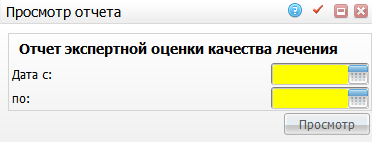 Просмотр отчета
Отчет экспертной оценки качества лечения
Дата с:
по:
Просмотр